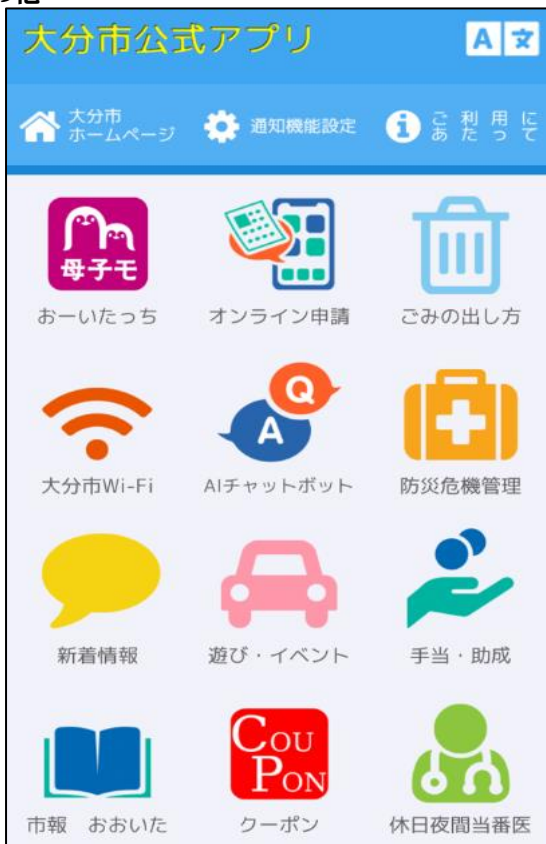 大分市公式アプリ
A 文
大分市
ホームページ
通知機能設定
i
ご利用に
あたって
母子モ
おーいたっち
オンライン申請
ごみの出し方
大分市Wi-Fi
Q
A
AIチャットボット
防災危機管理
新着情報
遊び・イベント
手当・助成
市報 おおいた
COUPON
クーポン
休日夜間当番医